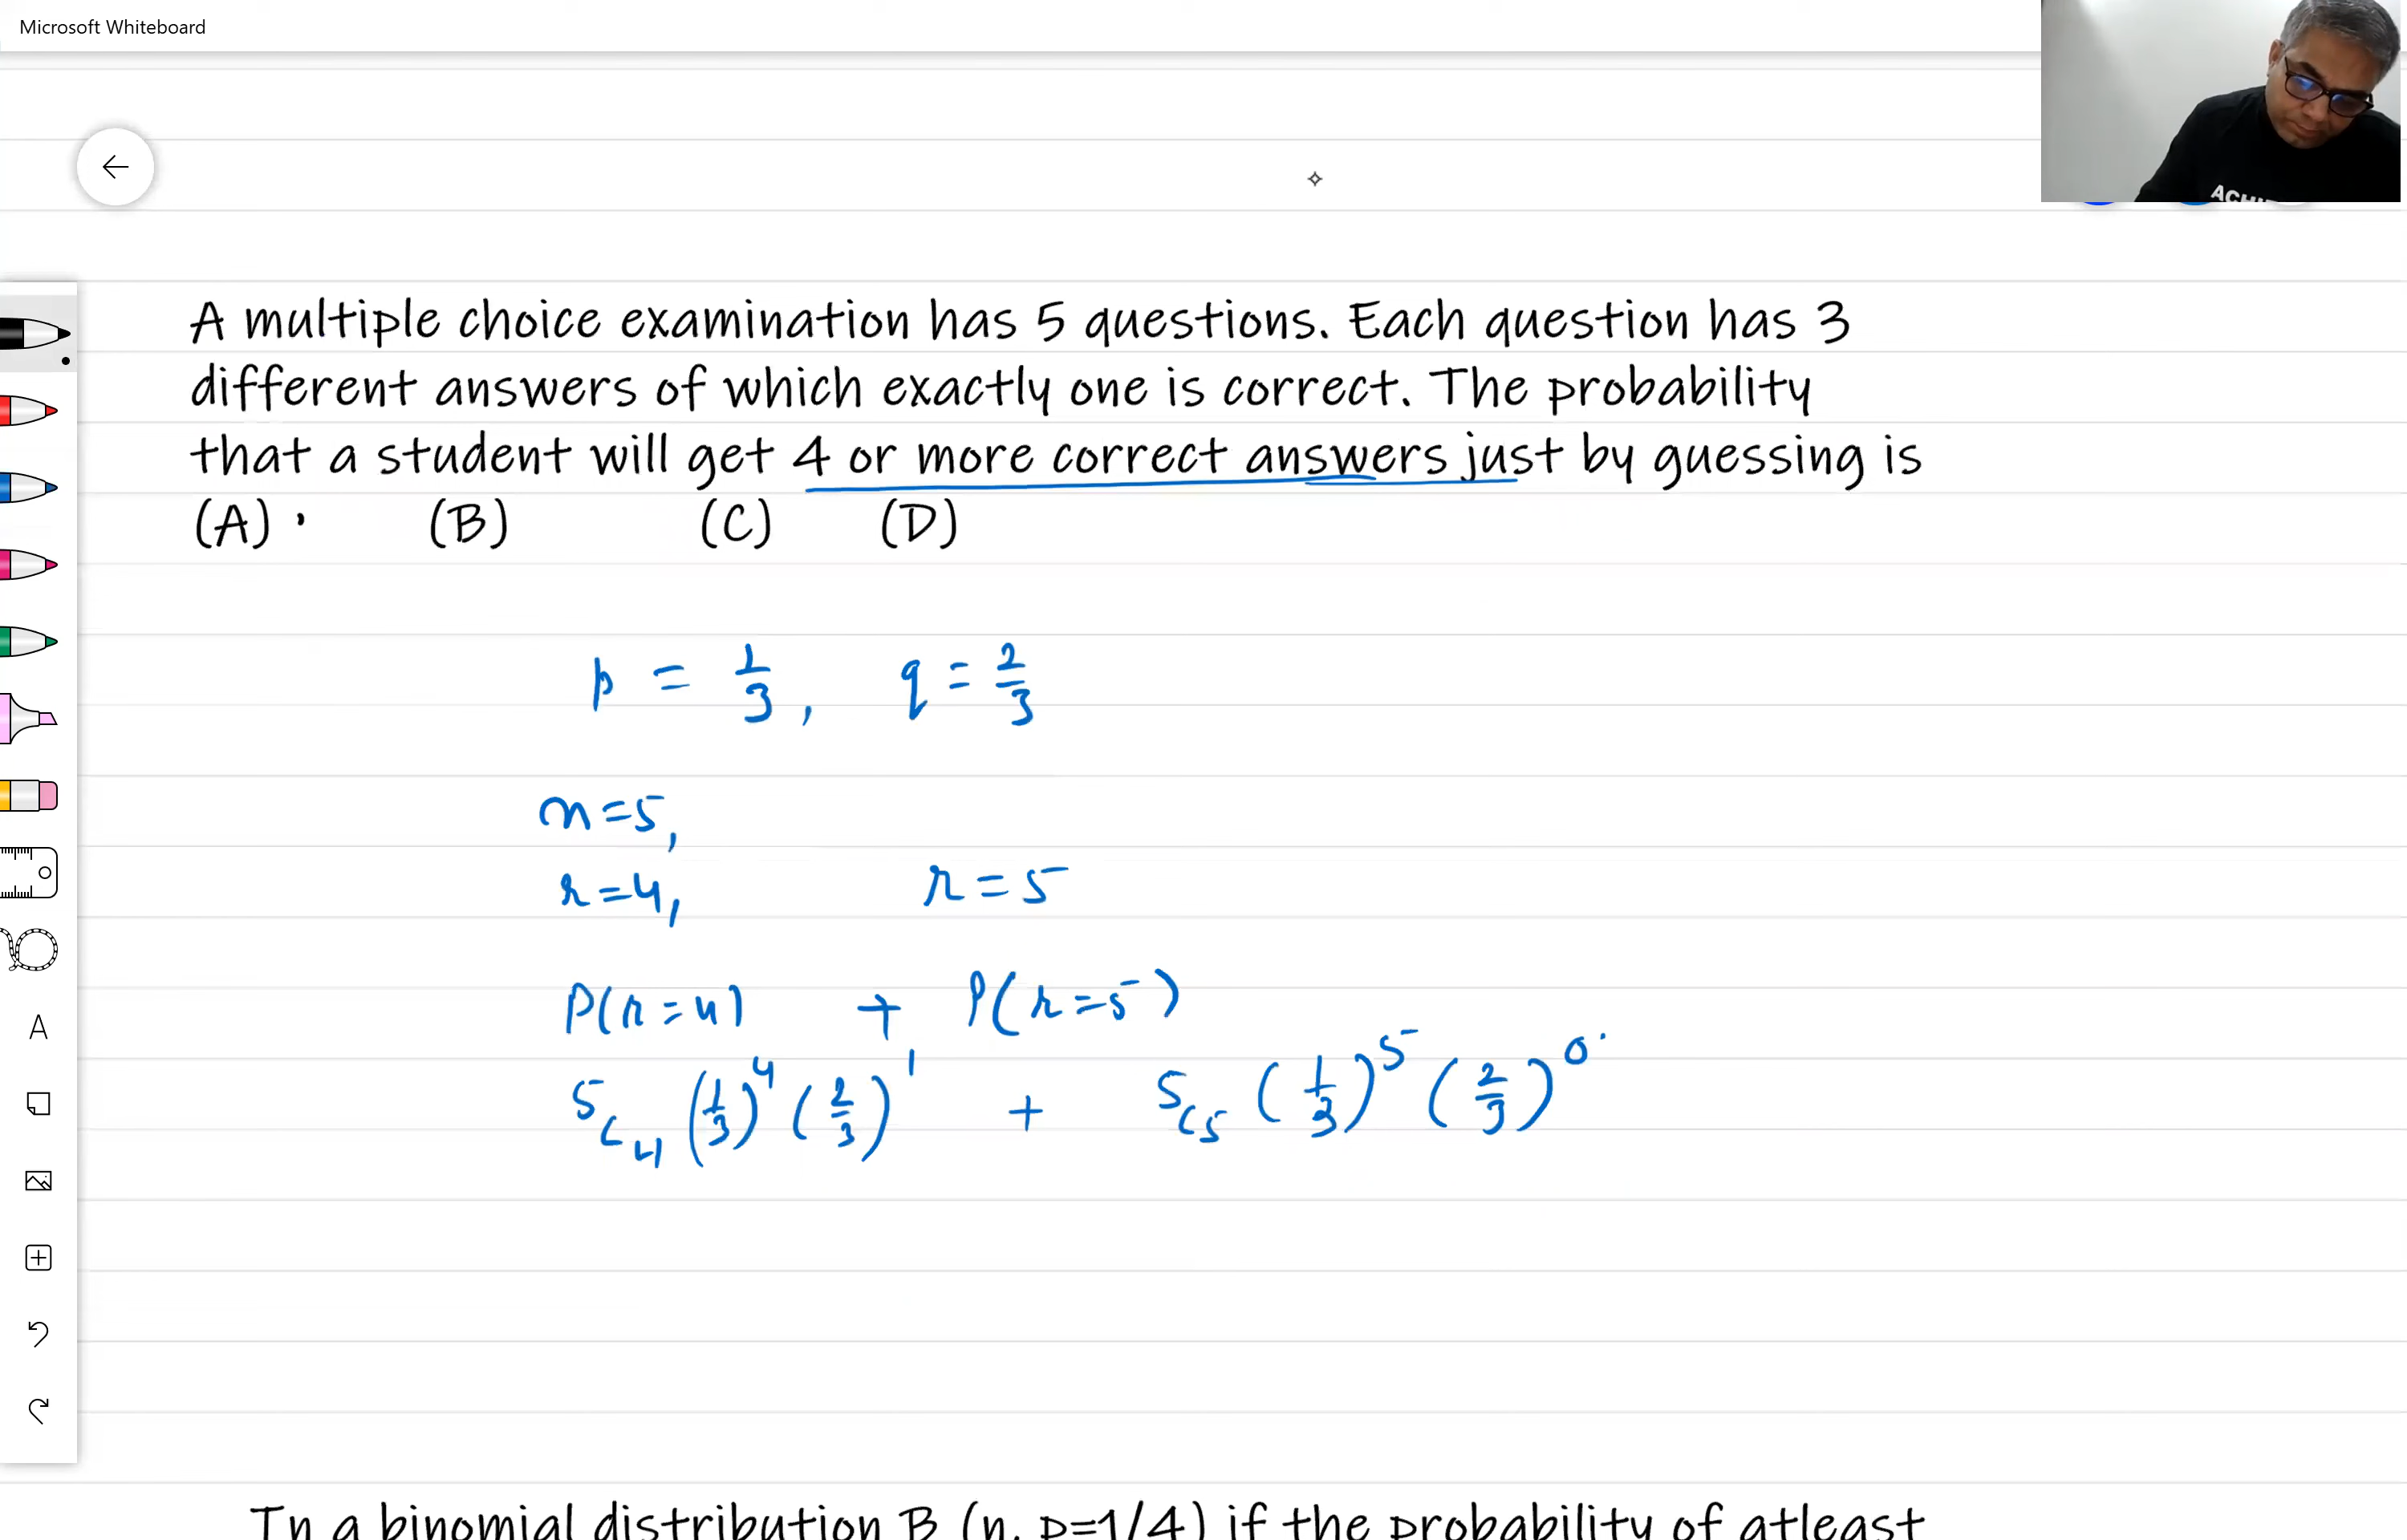 Microsoft Whiteboard
A multiple choice examination has 5 questions. Each question has 3
different answers of which exactly one is correct. The probability
that a student will get 4 or more correct answers just by guessing is
(A) (B) (C) (D)
p = 1/3, q = 2/3
n=5,
r=4, r=5
P(r=4) + P(r=5)
5C4 (1/3)^4 (2/3)^1 + 5C5 (1/3)^5 (2/3)^0
A
In a binomial distribution B (n, p=1/4) if the probability of atleast